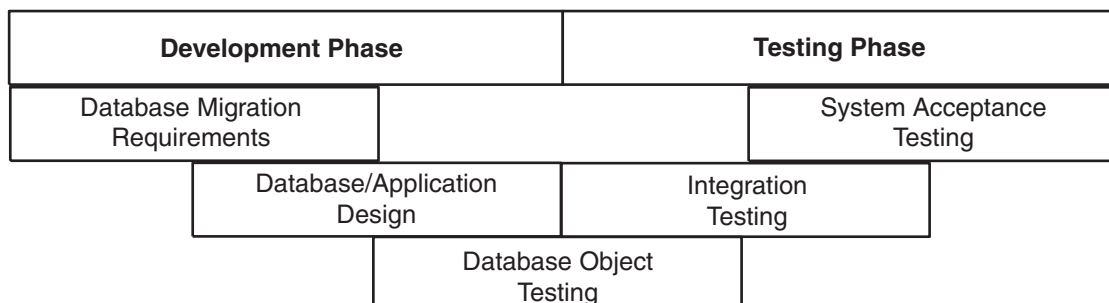 Development Phase
Testing Phase
Database Migration
Requirements
System Acceptance
Testing
Database/Application
Design
Integration
Testing
Database Object
Testing